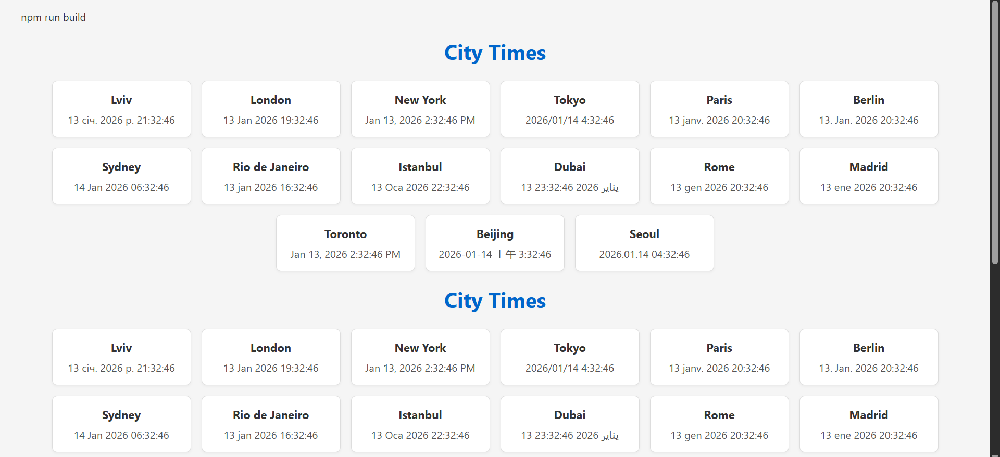 npm run build
City Times
Lviv
13 січ. 2026 р. 21:32:46
London
13 Jan 2026 19:32:46
New York
Jan 13, 2026 2:32:46 PM
Tokyo
2026/01/14 4:32:46
Paris
13 janv. 2026 20:32:46
Berlin
13. Jan. 2026 20:32:46
Sydney
14 Jan 2026 06:32:46
Rio de Janeiro
13 jan 2026 16:32:46
Istanbul
13 Oca 2026 22:32:46
Dubai
13 يناير 2026 23:32:46
Rome
13 gen 2026 20:32:46
Madrid
13 ene 2026 20:32:46
Toronto
Jan 13, 2026 2:32:46 PM
Beijing
2026-01-14 上午 3:32:46
Seoul
2026.01.14 04:32:46
City Times
Lviv
13 січ. 2026 р. 21:32:46
London
13 Jan 2026 19:32:46
New York
Jan 13, 2026 2:32:46 PM
Tokyo
2026/01/14 4:32:46
Paris
13 janv. 2026 20:32:46
Berlin
13. Jan. 2026 20:32:46
Sydney
14 Jan 2026 06:32:46
Rio de Janeiro
13 jan 2026 16:32:46
Istanbul
13 Oca 2026 22:32:46
Dubai
13 يناير 2026 23:32:46
Rome
13 gen 2026 20:32:46
Madrid
13 ene 2026 20:32:46